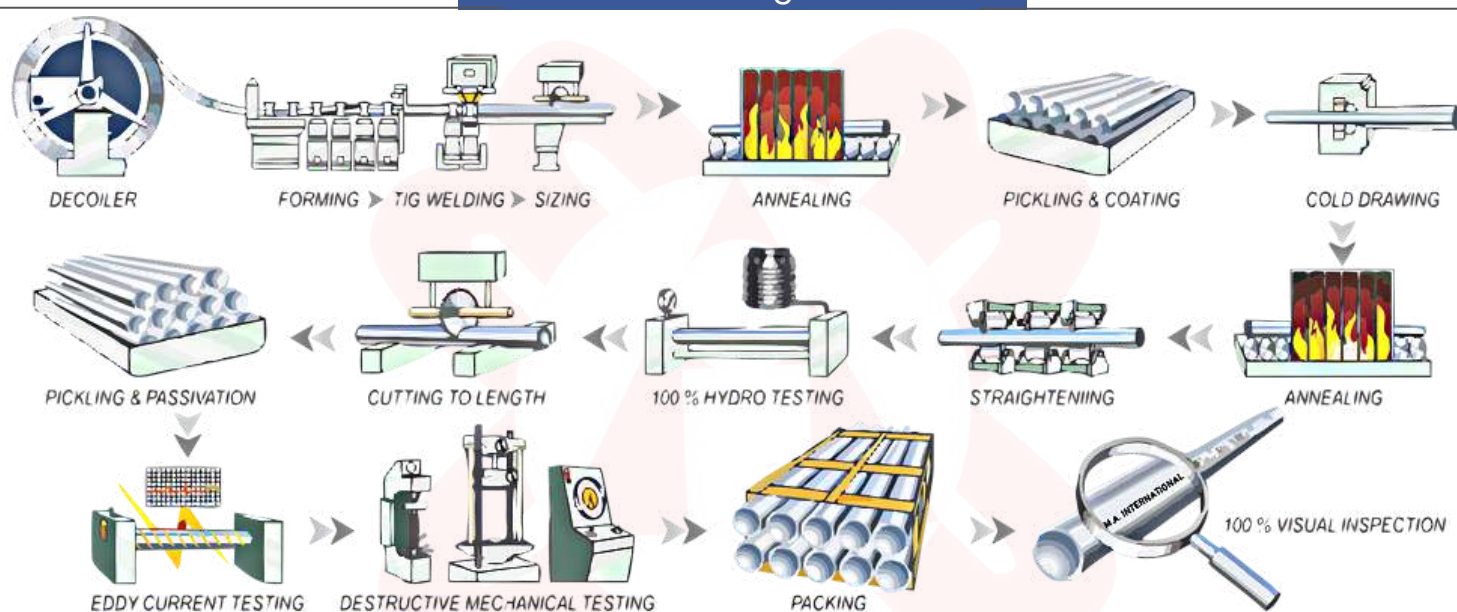 DECOILER
FORMING > TIG WELDING > SIZING
ANNEALING
PICKLING & COATING
COLD DRAWING
PICKLING & PASSIVATION
CUTTING TO LENGTH
100 % HYDRO TESTING
STRAIGHTENIING
ANNEALING
M.A. INTERNATIONAL
100 % VISUAL INSPECTION
EDDY CURRENT TESTING
DESTRUCTIVE MECHANICAL TESTING
PACKING